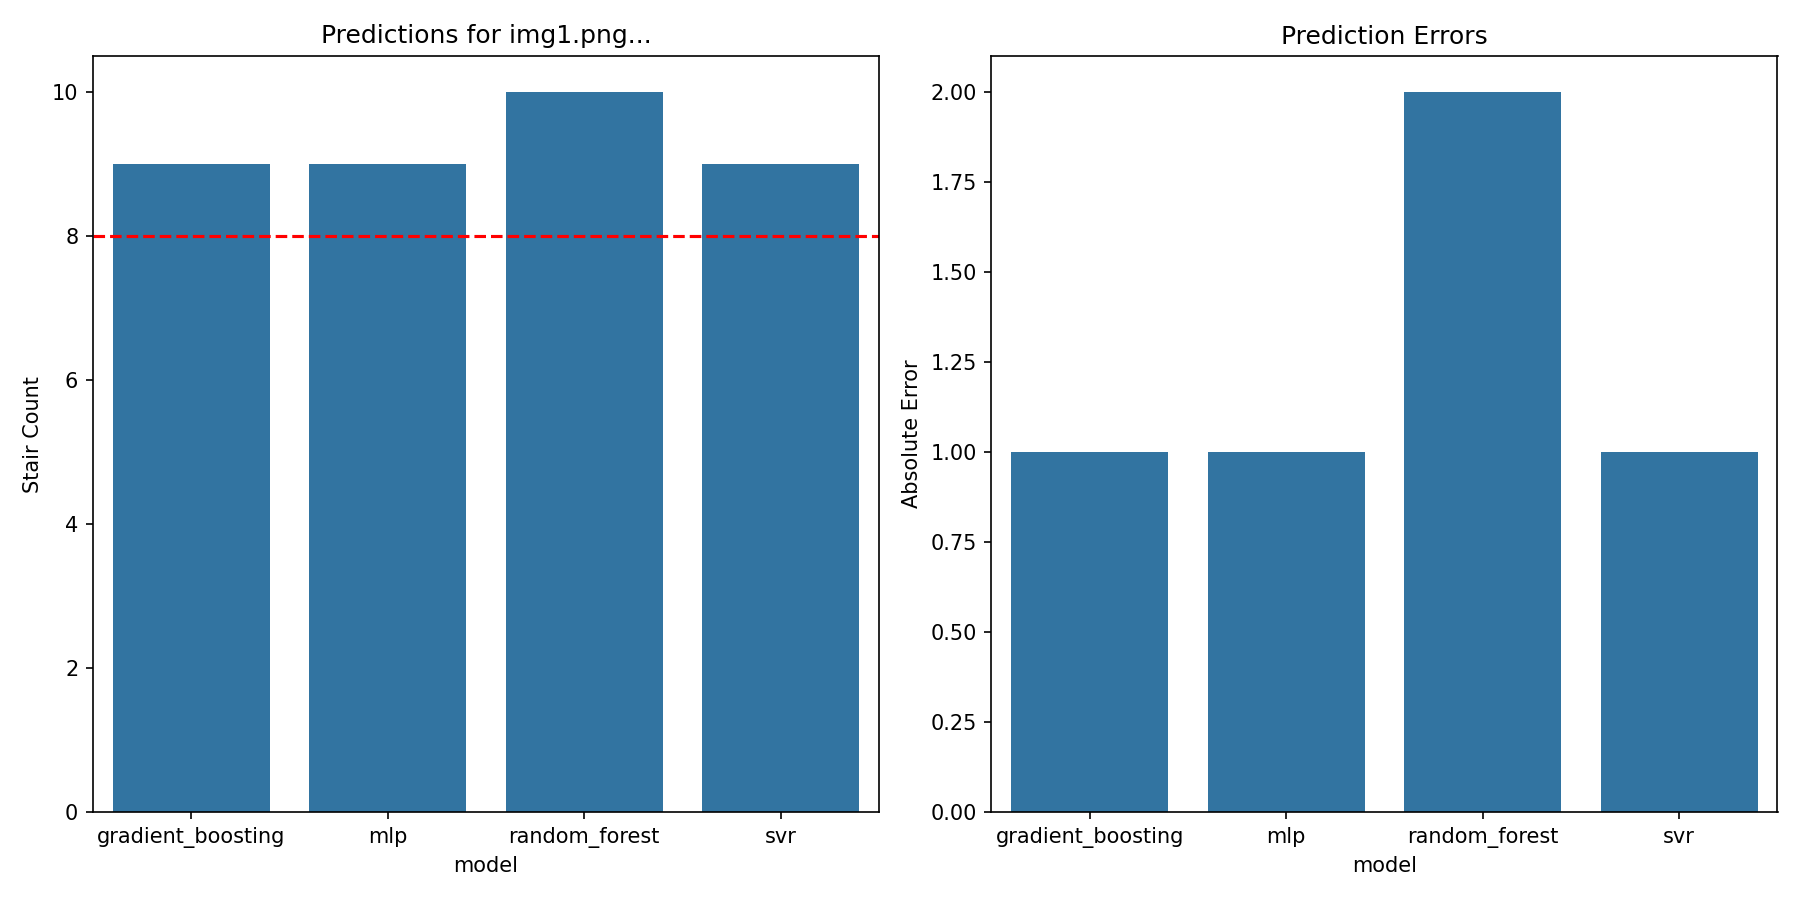 Predictions for img1.png...
10
8
6
4
2
0
Stair Count
gradient_boosting mlp random_forest svr
model
Prediction Errors
2.00
1.75
1.50
1.25
1.00
0.75
0.50
0.25
0.00
Absolute Error
gradient_boosting mlp random_forest svr
model